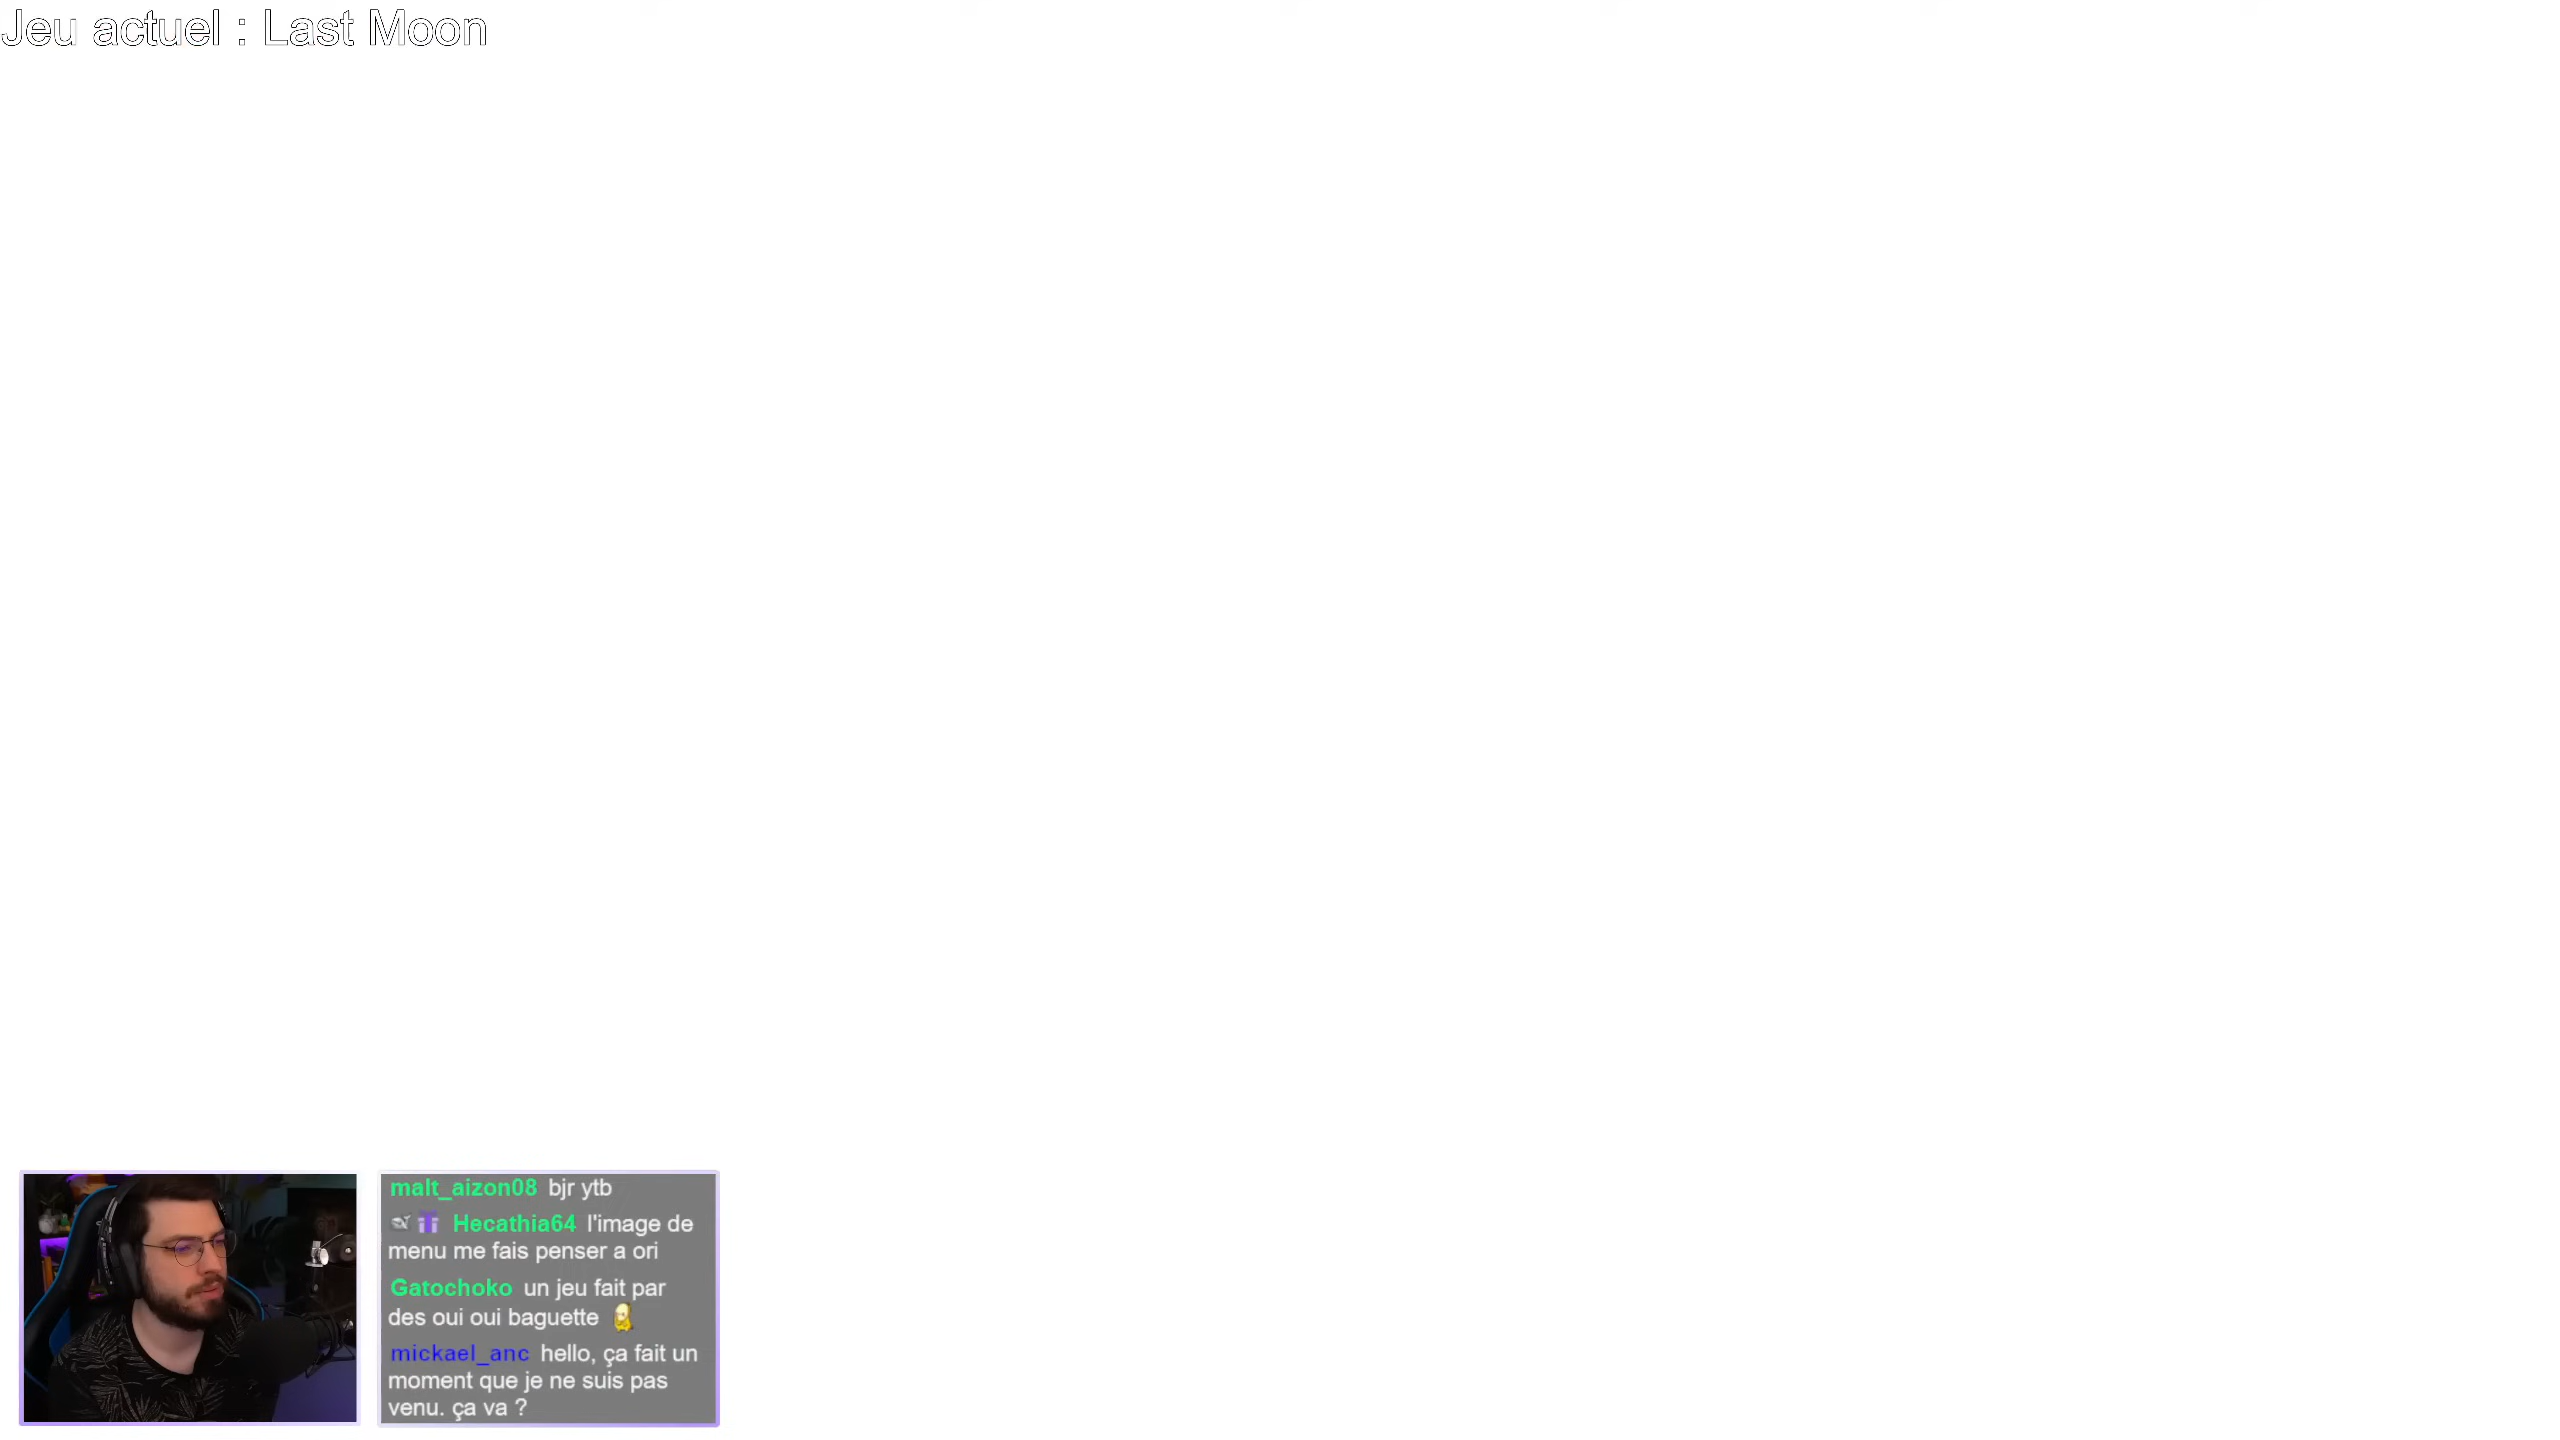 Jeu actuel : Last Moon
malt_aizon08 bjr ytb
Hecathia64 l'image de
menu me fais penser a ori
Gatochoko un jeu fait par
des oui oui baguette
mickael_anc hello, ça fait un
moment que je ne suis pas
venu. ça va ?